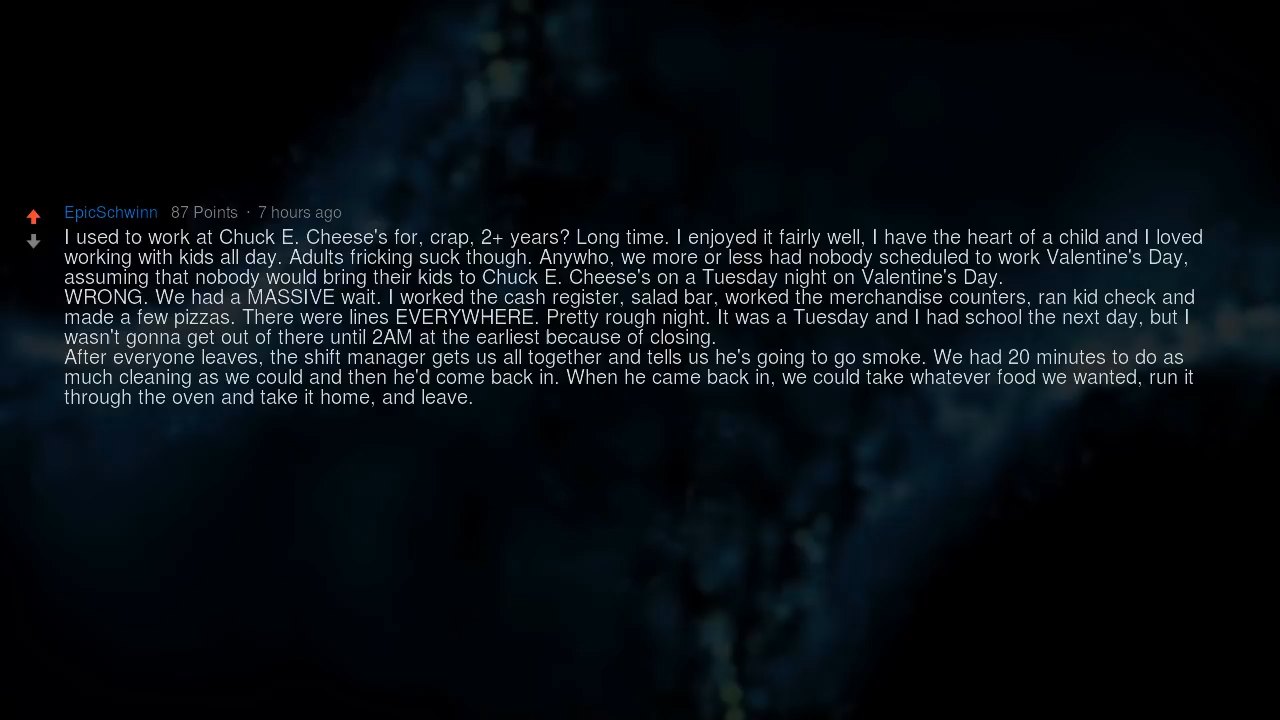 EpicSchwinn 87 Points · 7 hours ago
I used to work at Chuck E. Cheese's for, crap, 2+ years? Long time. I enjoyed it fairly well, I have the heart of a child and I loved
working with kids all day. Adults fricking suck though. Anywho, we more or less had nobody scheduled to work Valentine's Day,
assuming that nobody would bring their kids to Chuck E. Cheese's on a Tuesday night on Valentine's Day.
WRONG. We had a MASSIVE wait. I worked the cash register, salad bar, worked the merchandise counters, ran kid check and
made a few pizzas. There were lines EVERYWHERE. Pretty rough night. It was a Tuesday and I had school the next day, but I
wasn't gonna get out of there until 2AM at the earliest because of closing.
After everyone leaves, the shift manager gets us all together and tells us he's going to go smoke. We had 20 minutes to do as
much cleaning as we could and then he'd come back in. When he came back in, we could take whatever food we wanted, run it
through the oven and take it home, and leave.